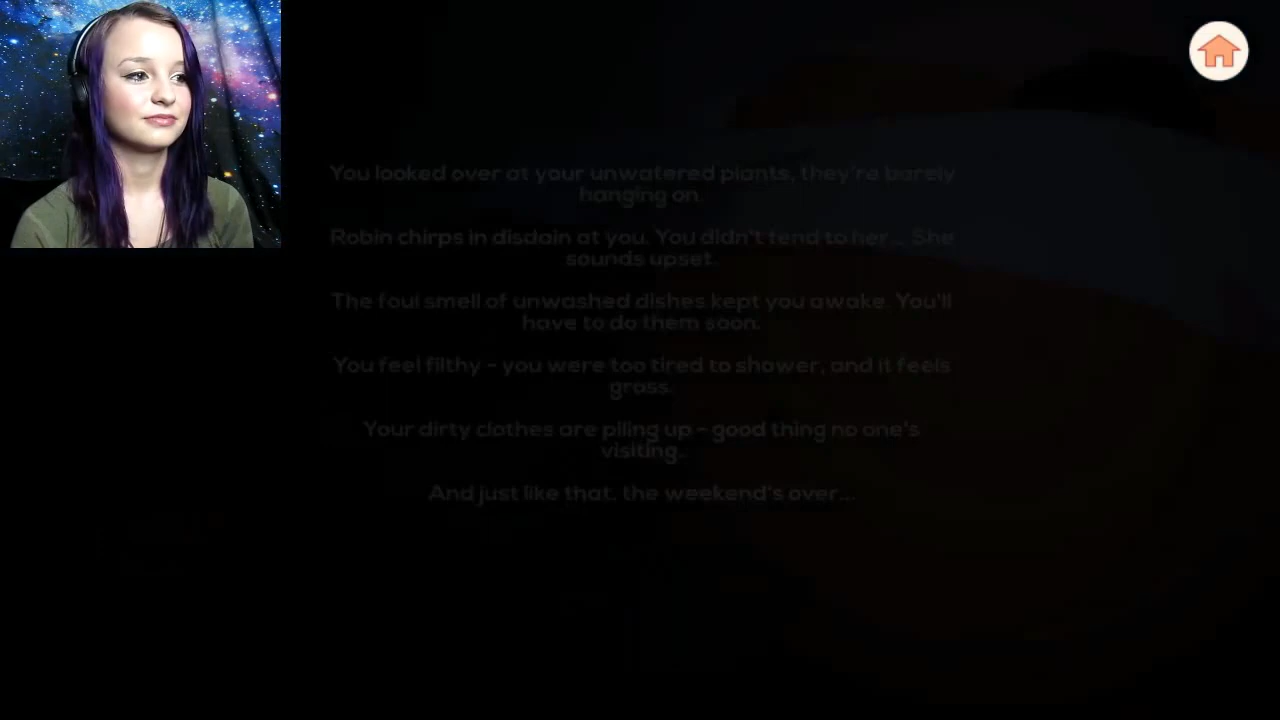 You looked over at your unwatered plants, they're barely
hanging on.
Robin chirps in disdain at you. You didn't tend to her... She
sounds upset.
The foul smell of unwashed dishes kept you awake. You'll
have to do them soon.
You feel filthy - you were too tired to shower, and it feels
gross.
Your dirty clothes are piling up - good thing no one's
visiting..
And just like that, the weekend's over...